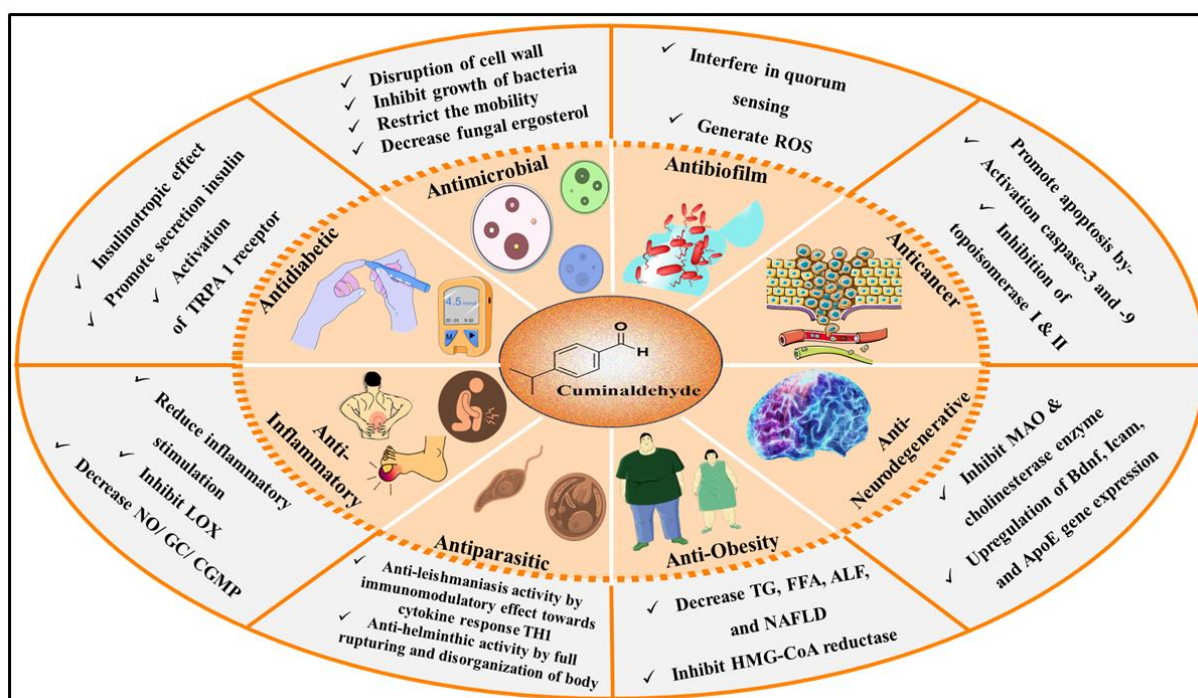 Disruption of cell wall
Inhibit growth of bacteria
Restrict the mobility
Decrease fungal ergosterol
Antimicrobial
Interfere in quorum
sensing
Generate ROS
Antibiofilm
Promote apoptosis by-
Activation caspase-3 and -9
Inhibition of
topoisomerase I & II
Anticancer
Inhibit MAO &
cholinesterase enzyme
Upregulation of Bdnf, Icam,
and ApoE gene expression
Anti-
Neurodegenerative
Decrease TG, FFA, ALF,
and NAFLD
Inhibit HMG-CoA reductase
Anti-Obesity
Anti-leishmaniasis activity by
immunomodulatory effect towards
cytokine response TH1
Anti-helminthic activity by full
rupturing and disorganization of body
Antiparasitic
Reduce inflammatory
stimulation
Inhibit LOX
Decrease NO/ GC/ CGMP
Anti-
Inflammatory
Insulinotropic effect
Promote secretion insulin
Activation
of TRPA 1 receptor
Antidiabetic
4.5
M
O
H
Cuminaldehyde